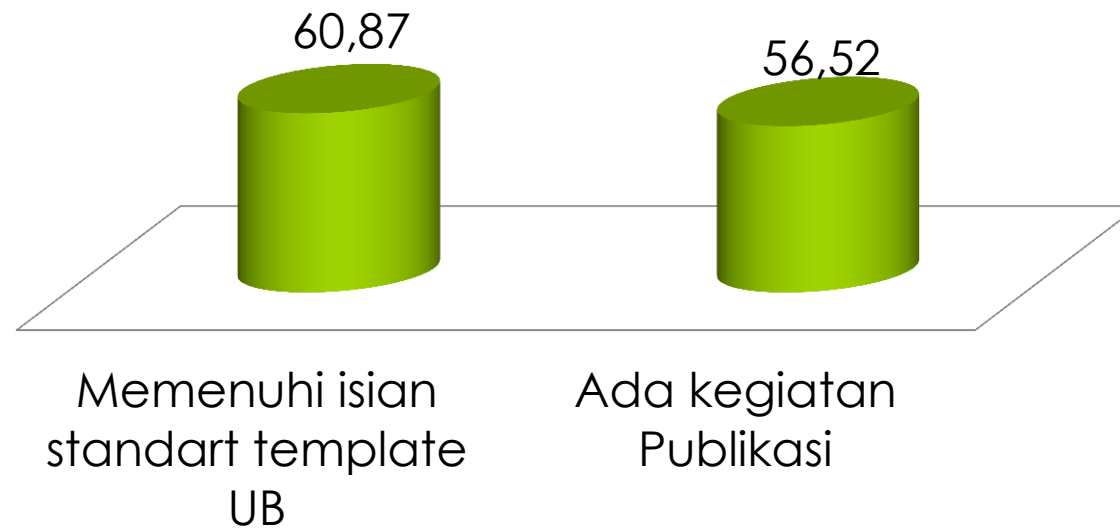 60,87
56,52
Memenuhi isian
standart template
UB
Ada kegiatan
Publikasi